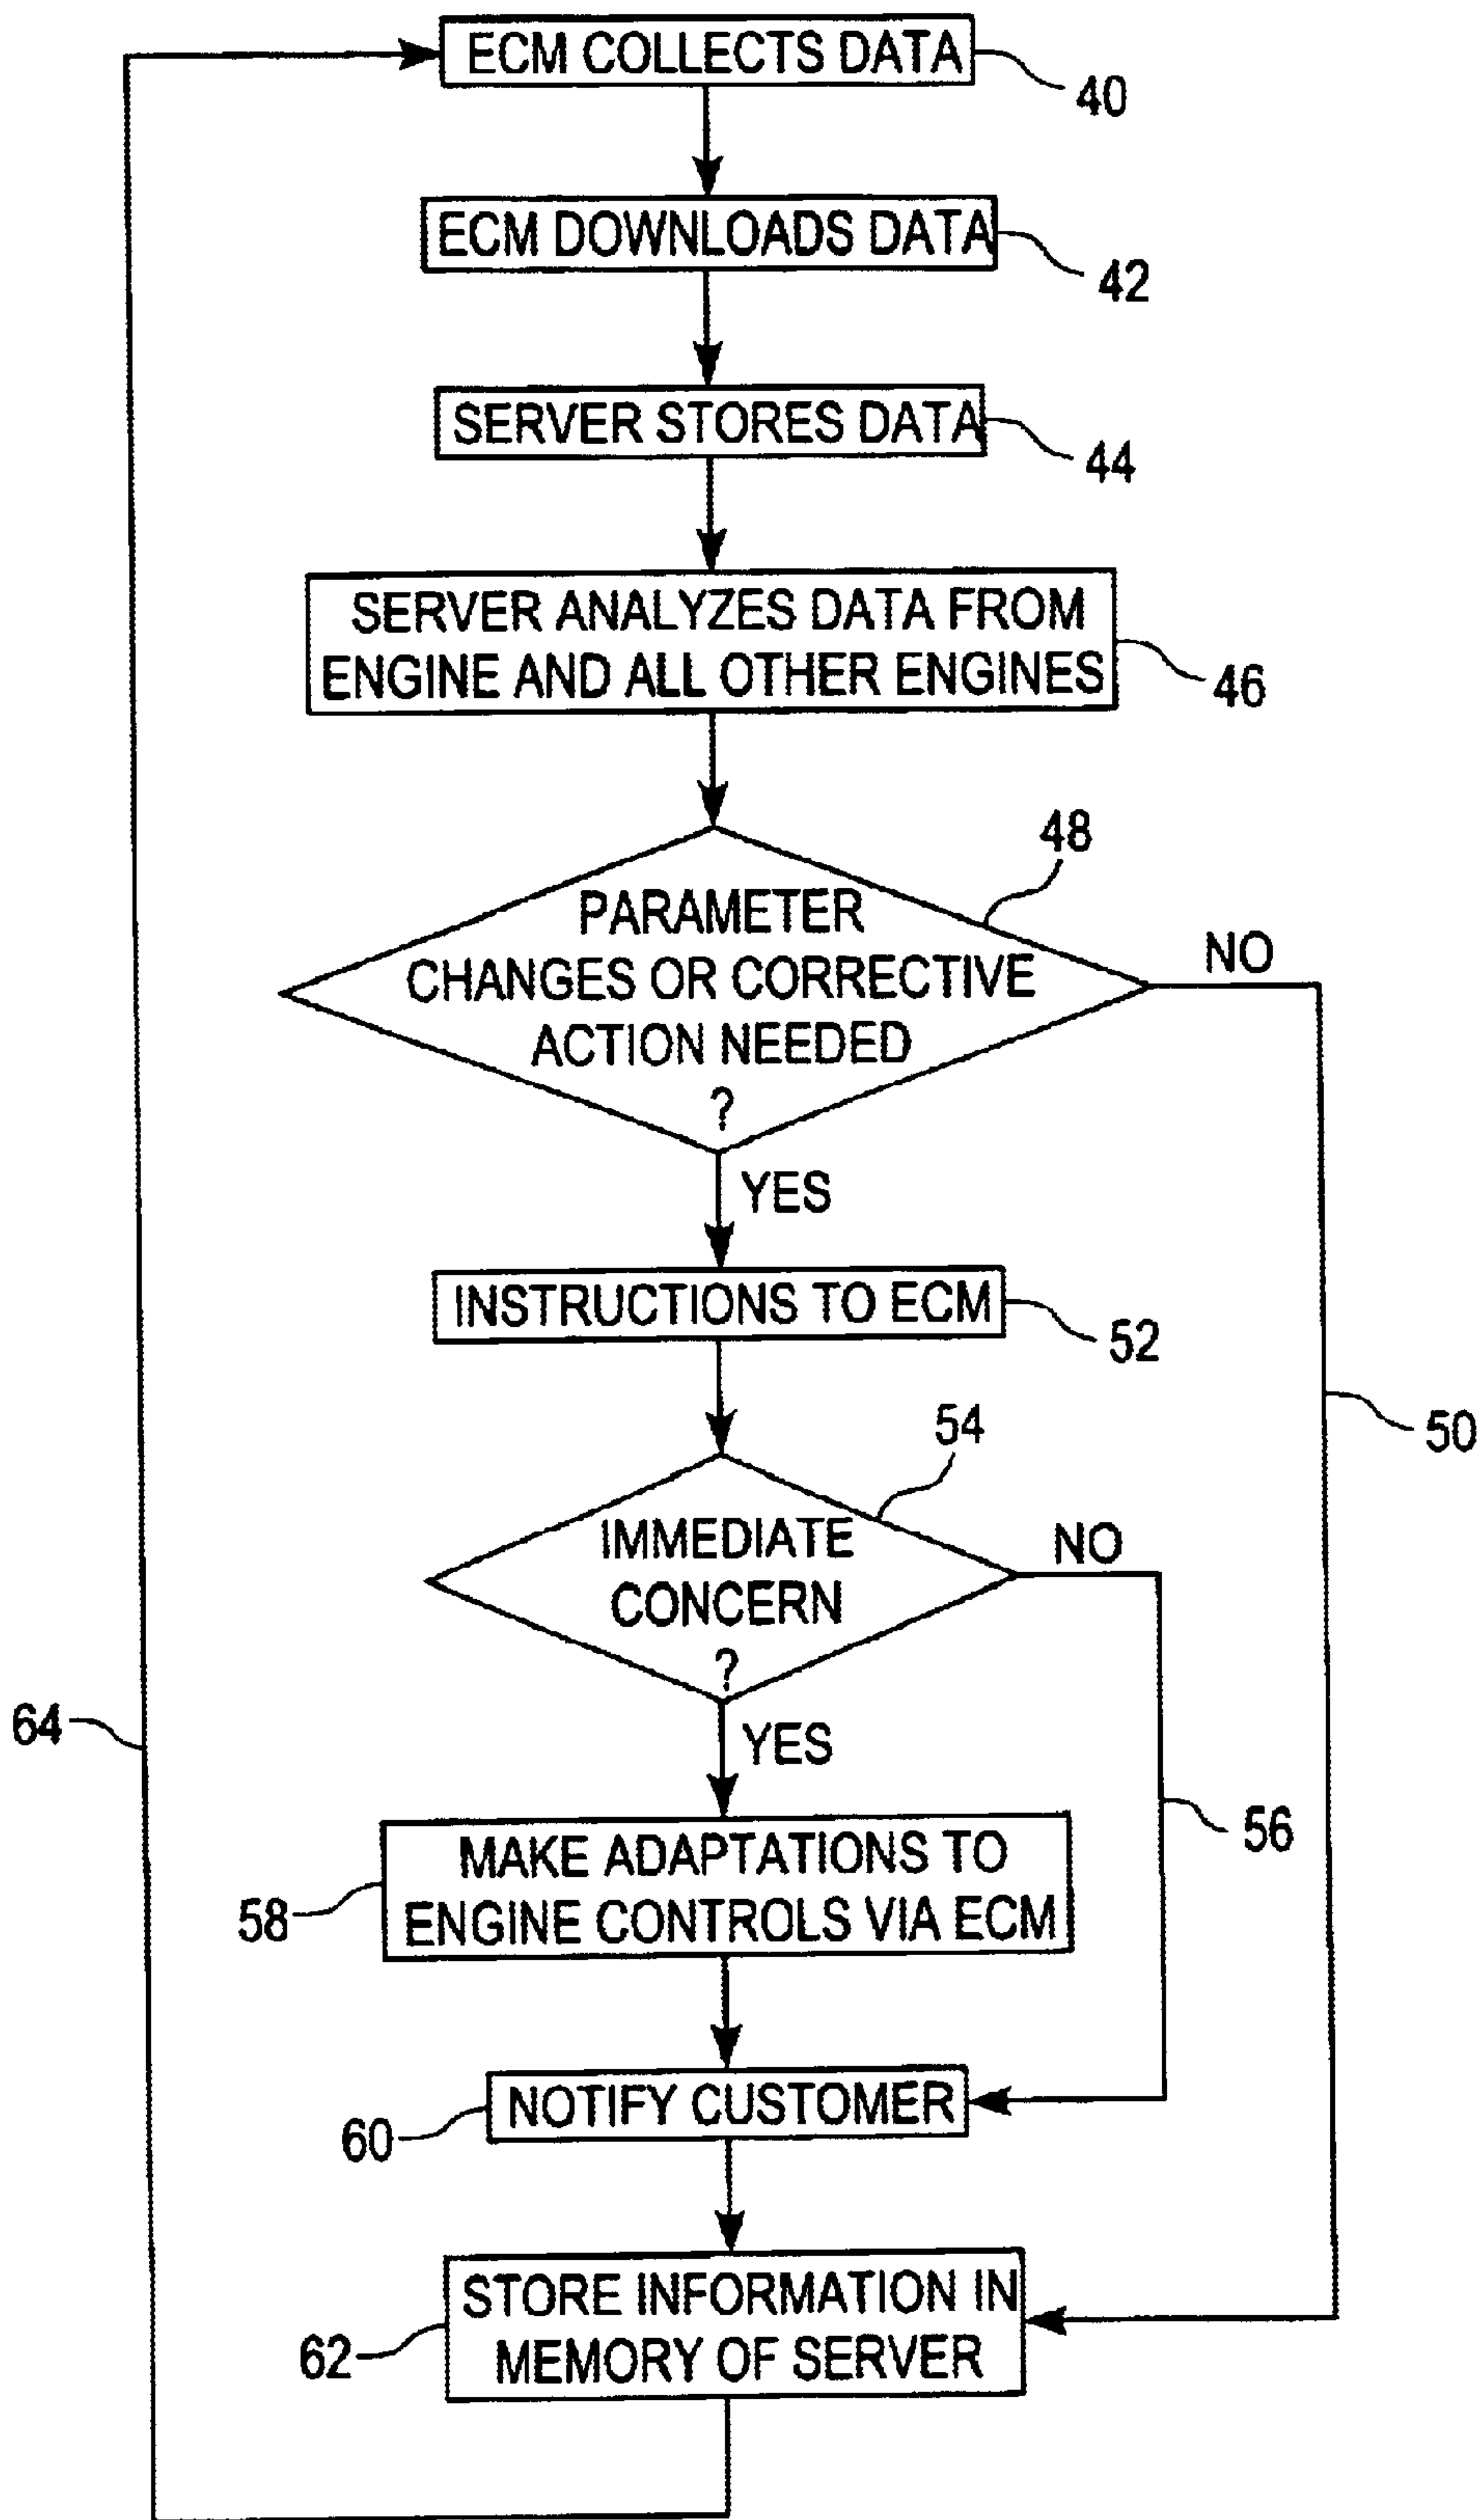 ECM COLLECTS DATA
40
ECM DOWNLOADS DATA
42
SERVER STORES DATA
44
SERVER ANALYZES DATA FROM
ENGINE AND ALL OTHER ENGINES
46
48
PARAMETER
CHANGES OR CORRECTIVE
ACTION NEEDED
?
NO
YES
INSTRUCTIONS TO ECM
52
50
54
IMMEDIATE
CONCERN
?
NO
YES
64
56
MAKE ADAPTATIONS TO
ENGINE CONTROLS VIA ECM
58
NOTIFY CUSTOMER
60
STORE INFORMATION IN
MEMORY OF SERVER
62